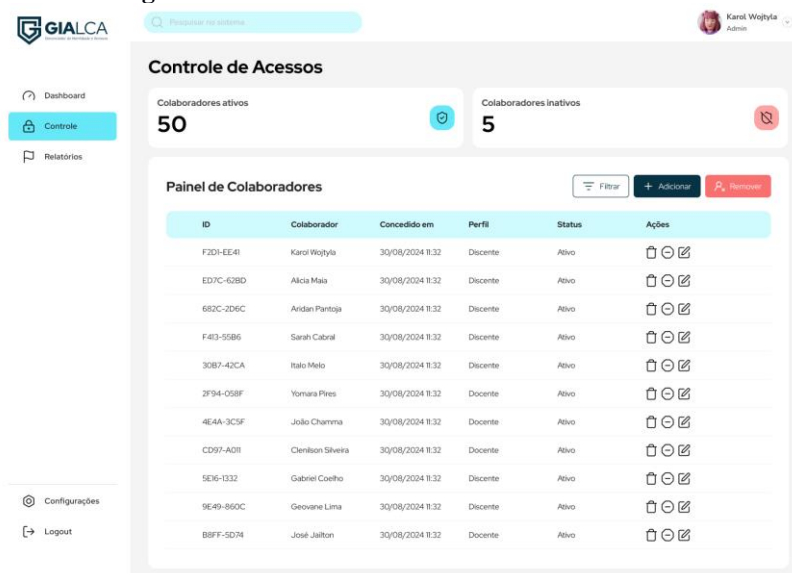 GIALCA
Pesquisar no sistema
Karol Wojtyla
Admin
Dashboard
Controle
Relatórios
Configurações
Logout
Controle de Acessos
Colaboradores ativos
50
Colaboradores inativos
5
Painel de Colaboradores
Filtrar
+ Adicionar
Remover
ID Colaborador Concedido em Perfil Status Ações
F2D1-EE41 Karol Wojtyla 30/08/2024 11:32 Discente Ativo
ED7C-62BD Alicia Maia 30/08/2024 11:32 Discente Ativo
682C-2D6C Aridan Pantoja 30/08/2024 11:32 Discente Ativo
F413-55B6 Sarah Cabral 30/08/2024 11:32 Discente Ativo
30B7-42CA Italo Melo 30/08/2024 11:32 Discente Ativo
2F94-058F Yomara Pires 30/08/2024 11:32 Docente Ativo
4E4A-3C5F João Chamma 30/08/2024 11:32 Docente Ativo
CD97-A011 Clenilson Silveira 30/08/2024 11:32 Docente Ativo
5E16-1332 Gabriel Coelho 30/08/2024 11:32 Discente Ativo
9E49-860C Geovane Lima 30/08/2024 11:32 Discente Ativo
B8FF-5D74 José Jailton 30/08/2024 11:32 Docente Ativo